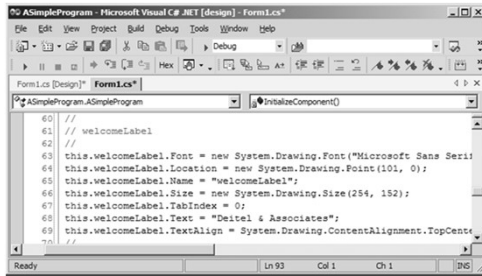 ASimpleProgram - Microsoft Visual C# .NET [design] - Form1.cs*
File Edit View Project Build Debug Tools Window Help
Debug
Hex
Form1.cs [Design]* Form1.cs*
ASimpleProgram.ASimpleProgram InitializeComponent()
60 //
61 // welcomeLabel
62 //
63 this.welcomeLabel.Font = new System.Drawing.Font("Microsoft Sans Serif
64 this.welcomeLabel.Location = new System.Drawing.Point(101, 0);
65 this.welcomeLabel.Name = "welcomeLabel";
66 this.welcomeLabel.Size = new System.Drawing.Size(254, 152);
67 this.welcomeLabel.TabIndex = 0;
68 this.welcomeLabel.Text = "Deitel & Associates";
69 this.welcomeLabel.TextAlign = System.Drawing.ContentAlignment.TopCente
70 //
Ready Ln 93 Col 1 Ch 1 INS